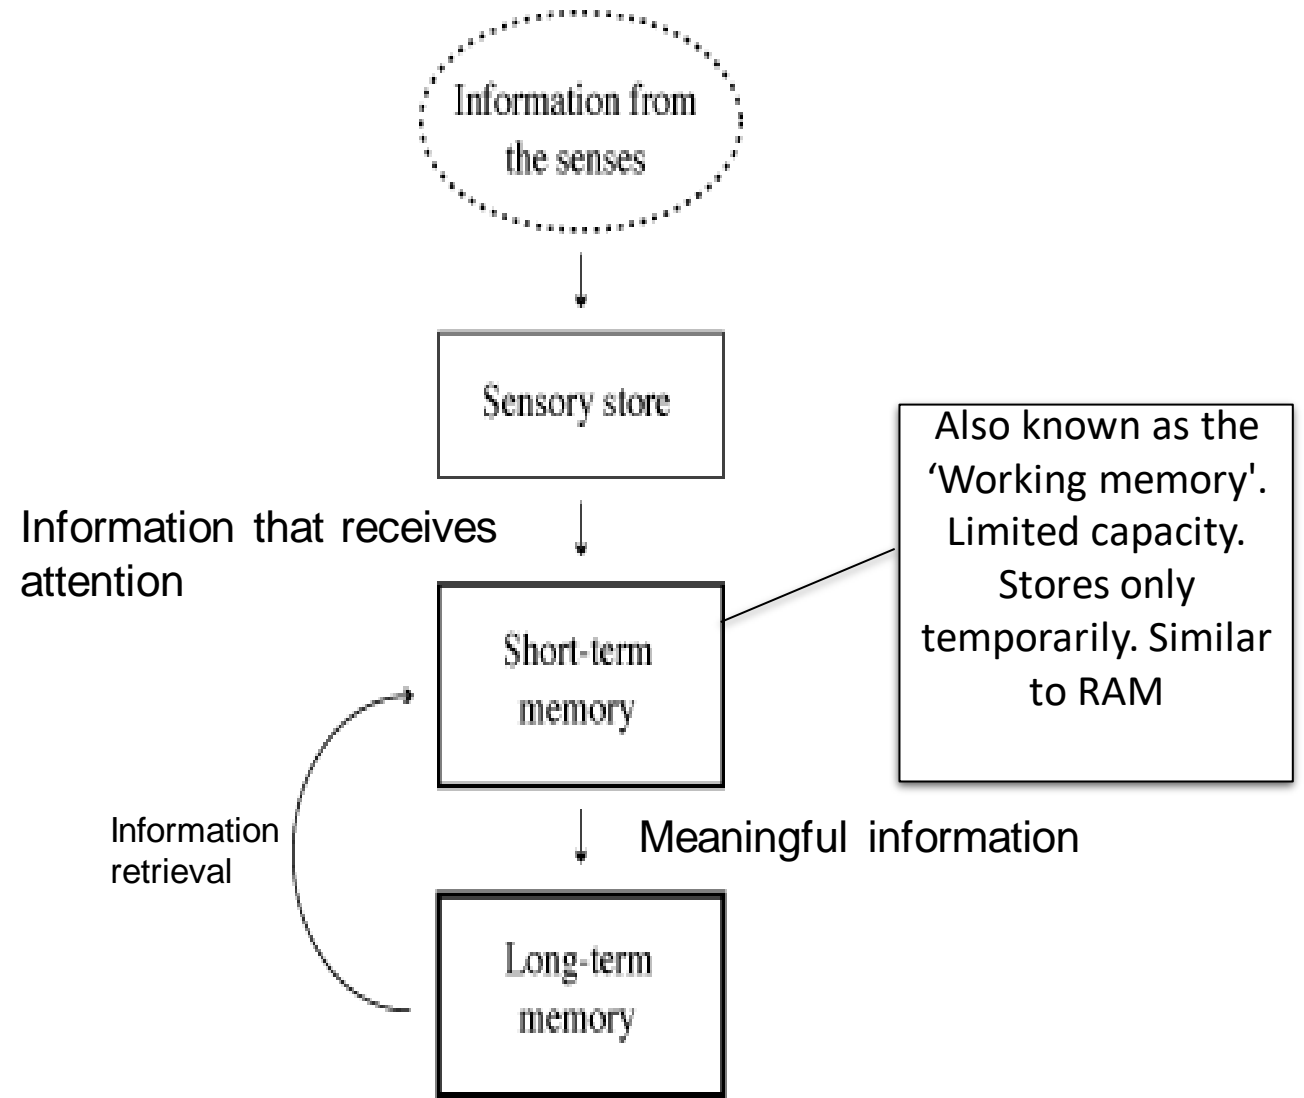 Information from
the senses
Sensory store
Information that receives
attention
Also known as the
‘Working memory'.
Limited capacity.
Stores only
temporarily. Similar
to RAM
Short-term
memory
Information
retrieval
Meaningful information
Long-term
memory